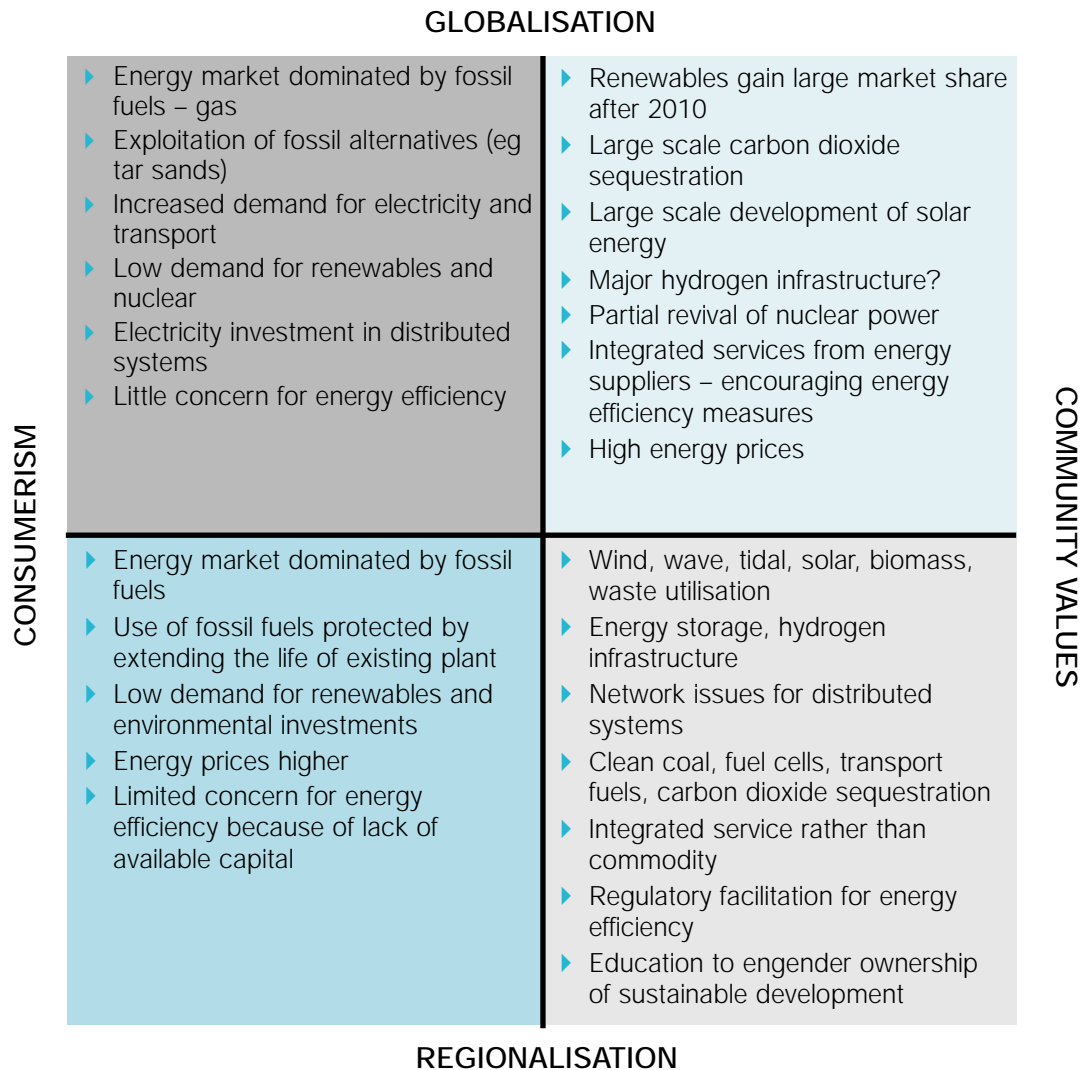 GLOBALISATION
Energy market dominated by fossil
fuels – gas
Exploitation of fossil alternatives (eg
tar sands)
Increased demand for electricity and
transport
Low demand for renewables and
nuclear
Electricity investment in distributed
systems
Little concern for energy efficiency
Renewables gain large market share
after 2010
Large scale carbon dioxide
sequestration
Large scale development of solar
energy
Major hydrogen infrastructure?
Partial revival of nuclear power
Integrated services from energy
suppliers – encouraging energy
efficiency measures
High energy prices
CONSUMERISM
COMMUNITY VALUES
Energy market dominated by fossil
fuels
Use of fossil fuels protected by
extending the life of existing plant
Low demand for renewables and
environmental investments
Energy prices higher
Limited concern for energy
efficiency because of lack of
available capital
Wind, wave, tidal, solar, biomass,
waste utilisation
Energy storage, hydrogen
infrastructure
Network issues for distributed
systems
Clean coal, fuel cells, transport
fuels, carbon dioxide sequestration
Integrated service rather than
commodity
Regulatory facilitation for energy
efficiency
Education to engender ownership
of sustainable development
REGIONALISATION